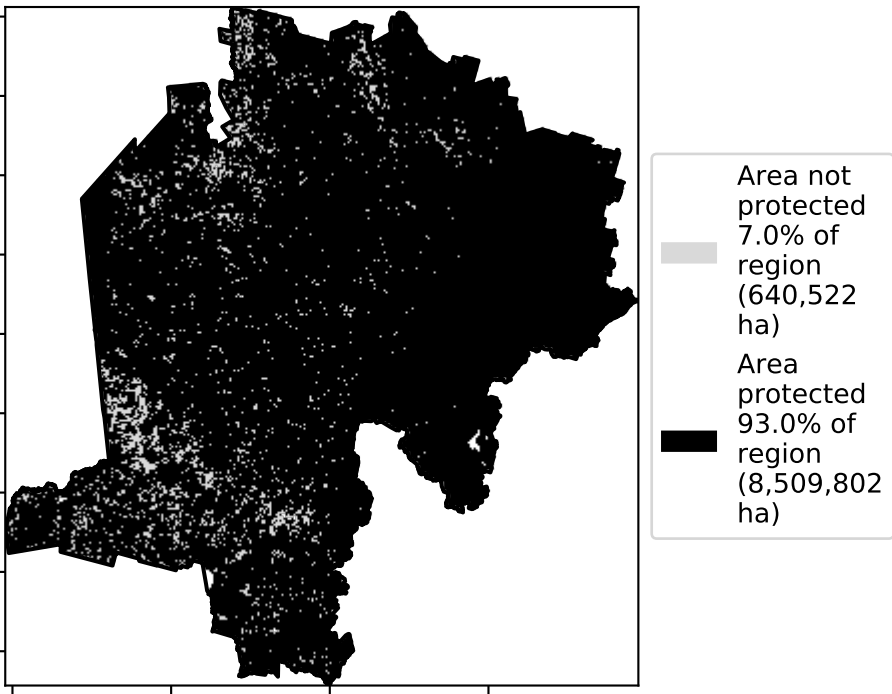 Area not
protected
7.0% of
region
(640,522
ha)
Area
protected
93.0% of
region
(8,509,802
ha)